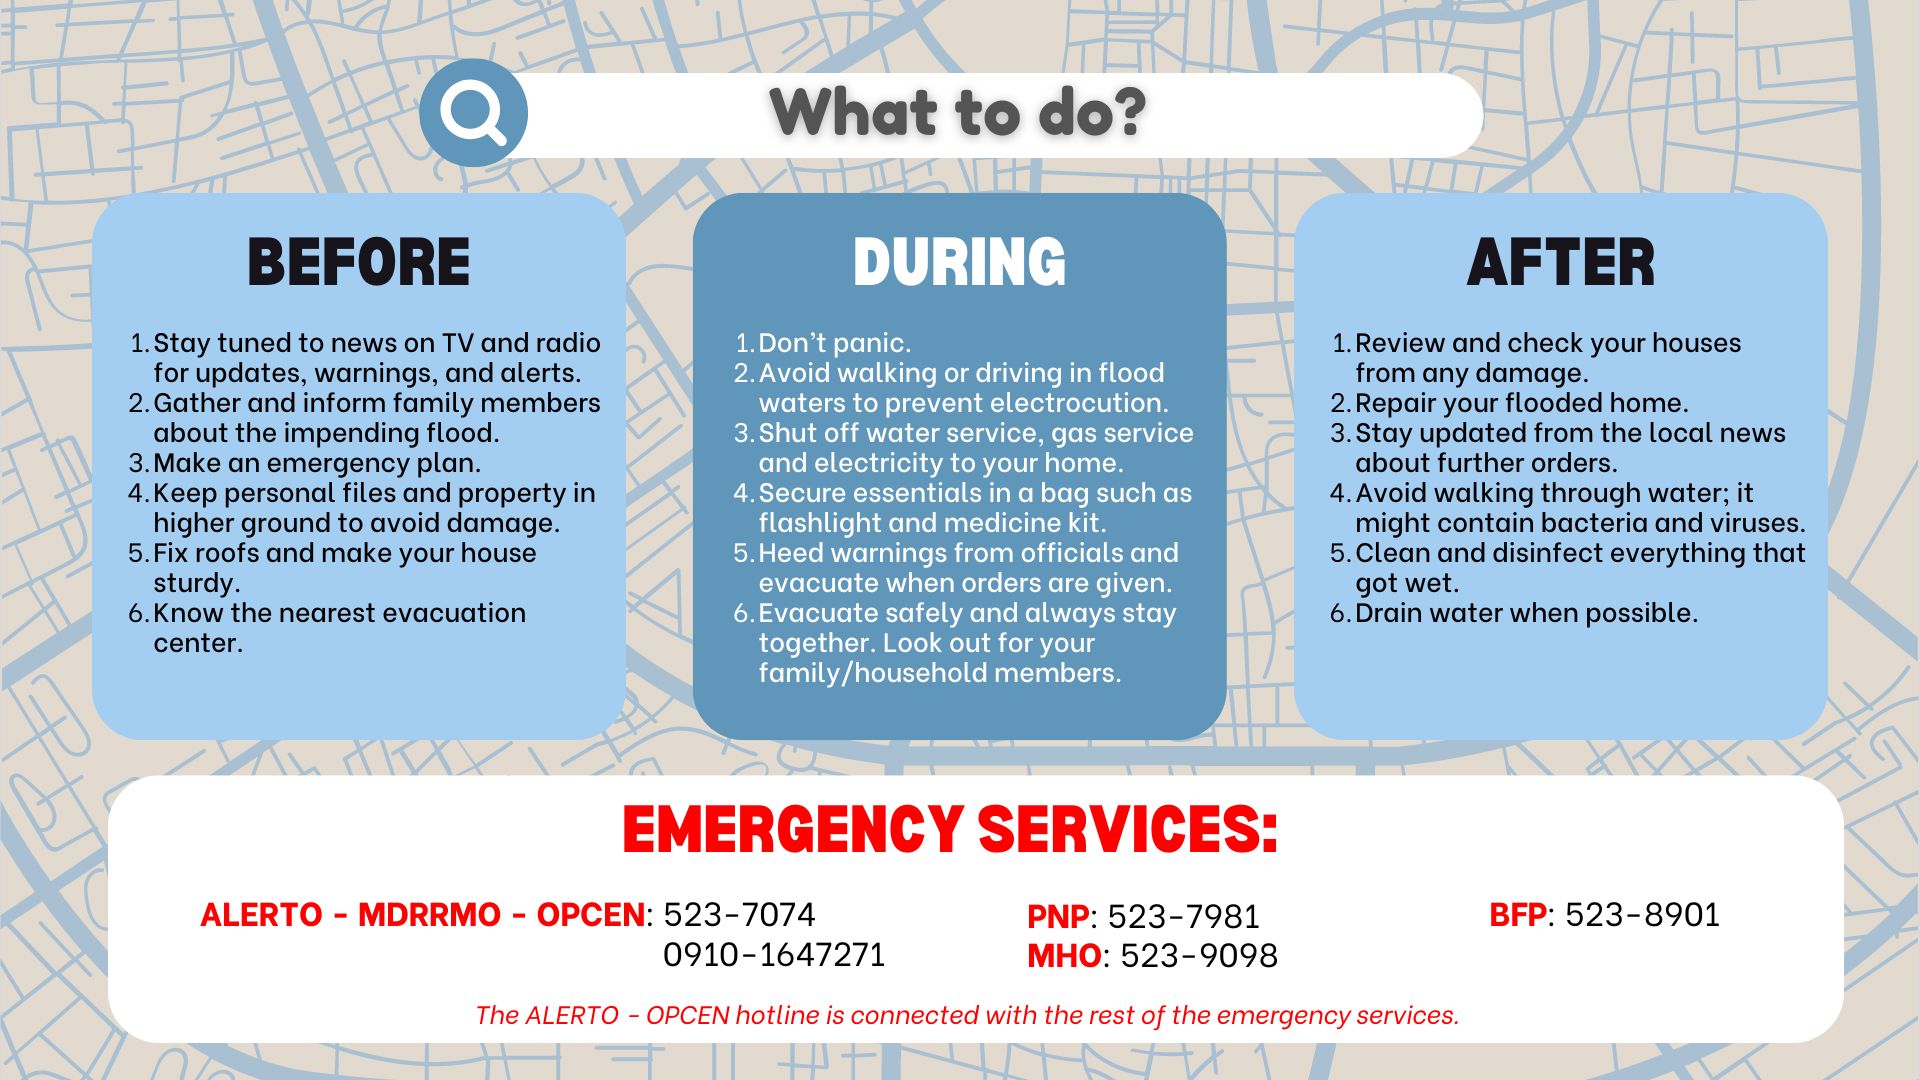 What to do?
BEFORE
1. Stay tuned to news on TV and radio
for updates, warnings, and alerts.
2. Gather and inform family members
about the impending flood.
3. Make an emergency plan.
4. Keep personal files and property in
higher ground to avoid damage.
5. Fix roofs and make your house
sturdy.
6. Know the nearest evacuation
center.
DURING
1. Don't panic.
2. Avoid walking or driving in flood
waters to prevent electrocution.
3. Shut off water service, gas service
and electricity to your home.
4. Secure essentials in a bag such as
flashlight and medicine kit.
5. Heed warnings from officials and
evacuate when orders are given.
6. Evacuate safely and always stay
together. Look out for your
family/household members.
AFTER
1. Review and check your houses
from any damage.
2. Repair your flooded home.
3. Stay updated from the local news
about further orders.
4. Avoid walking through water; it
might contain bacteria and viruses.
5. Clean and disinfect everything that
got wet.
6. Drain water when possible.
EMERGENCY SERVICES:
ALERTO - MDRRMO - OPCEN: 523-7074
0910-1647271
PNP: 523-7981
MHO: 523-9098
BFP: 523-8901
The ALERTO - OPCEN hotline is connected with the rest of the emergency services.